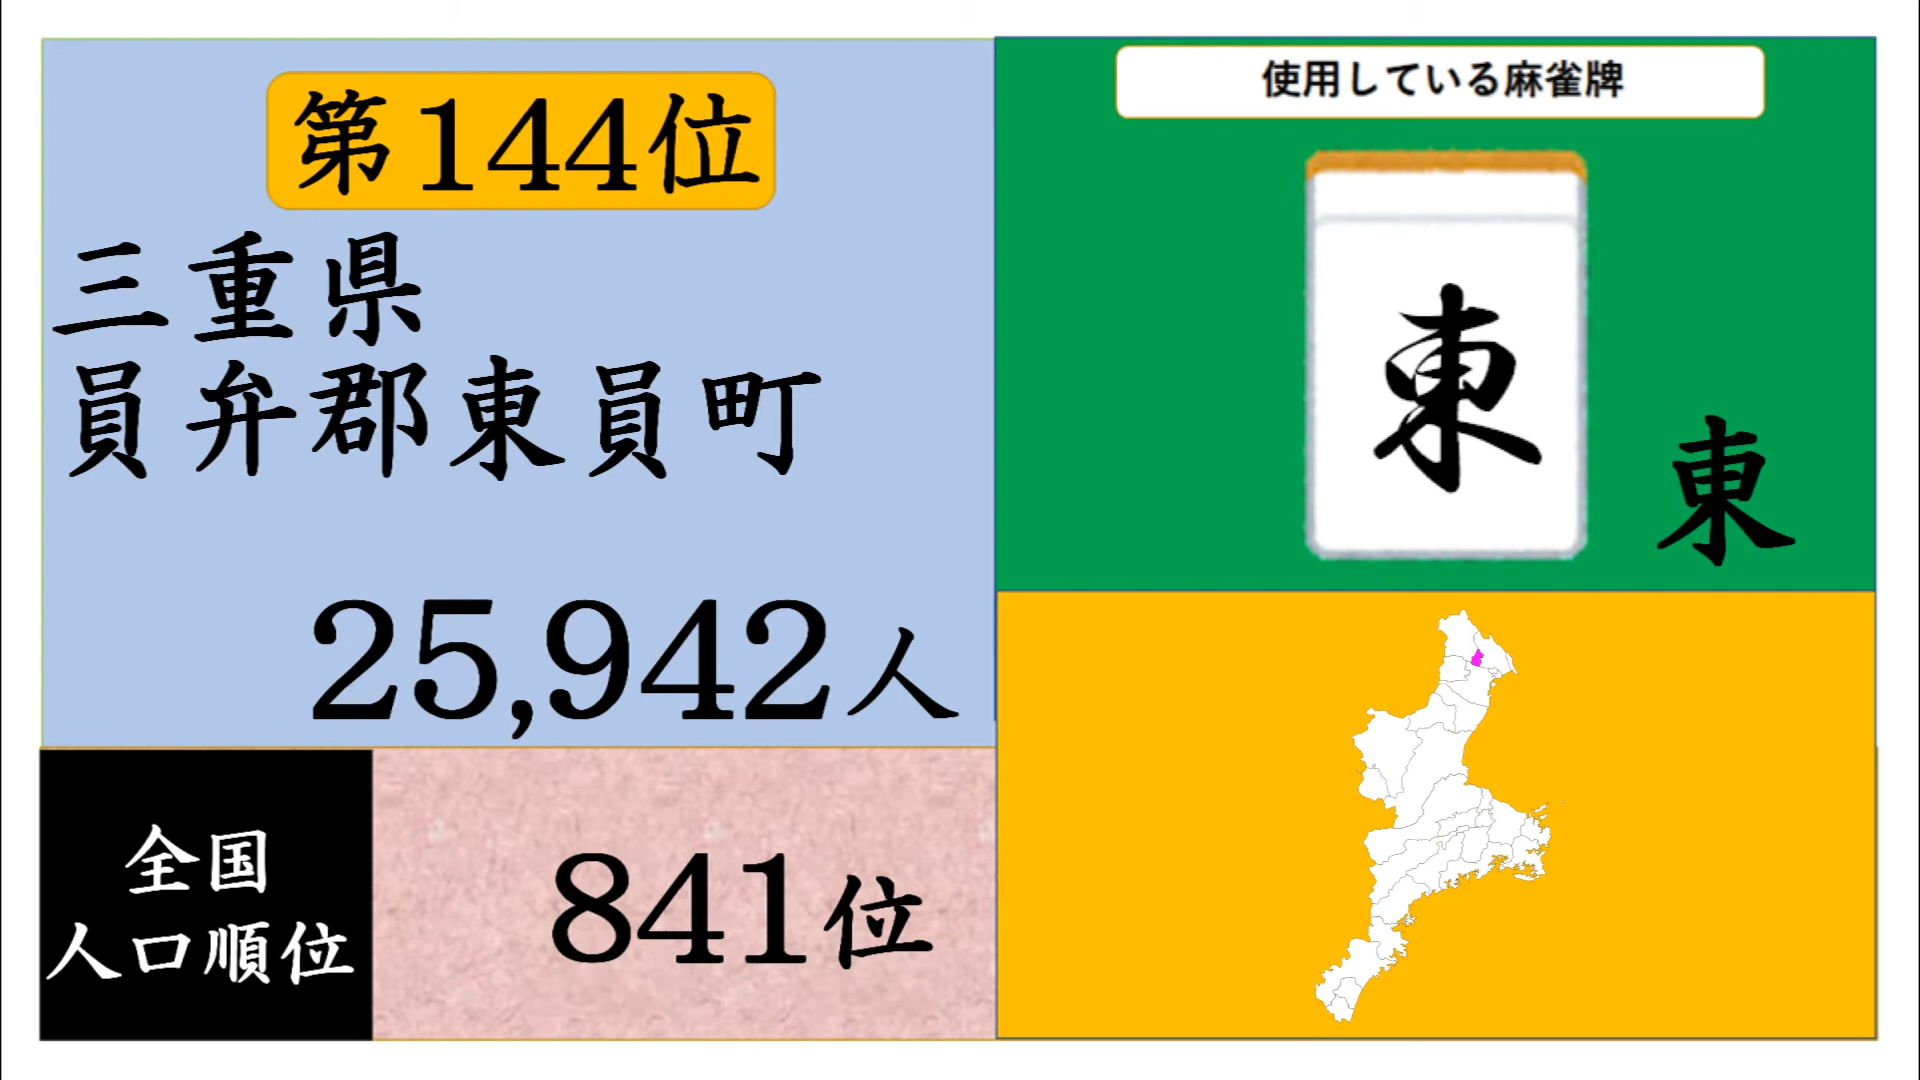 第144位
三重県
員弁郡東員町
25,942人
全国
人口順位
841位
使用している麻雀牌
東
東